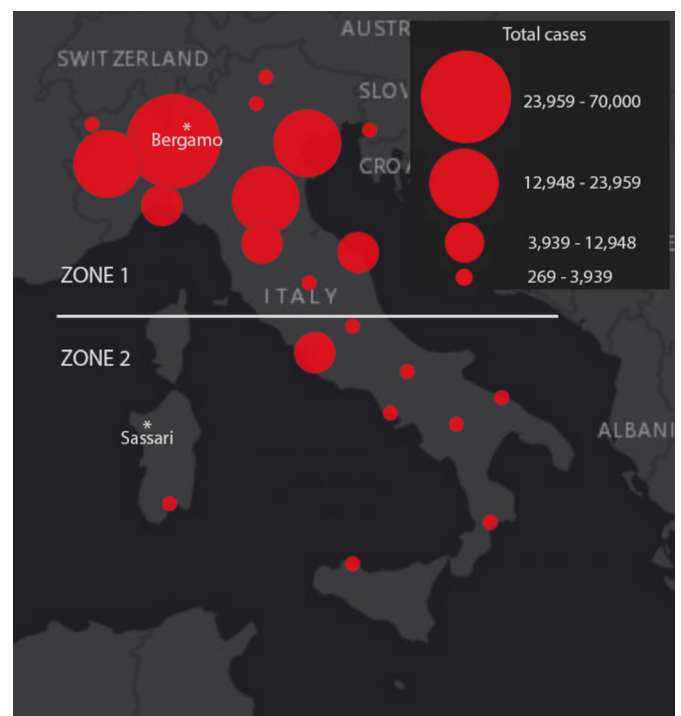 SWITZERLAND
AUSTR
SLOV
CRO
Total cases
23,959 - 70,000
12,948 - 23,959
3,939 - 12,948
269 - 3,939
*
Bergamo
ZONE 1
ITALY
ZONE 2
*
Sassari
ALBANI